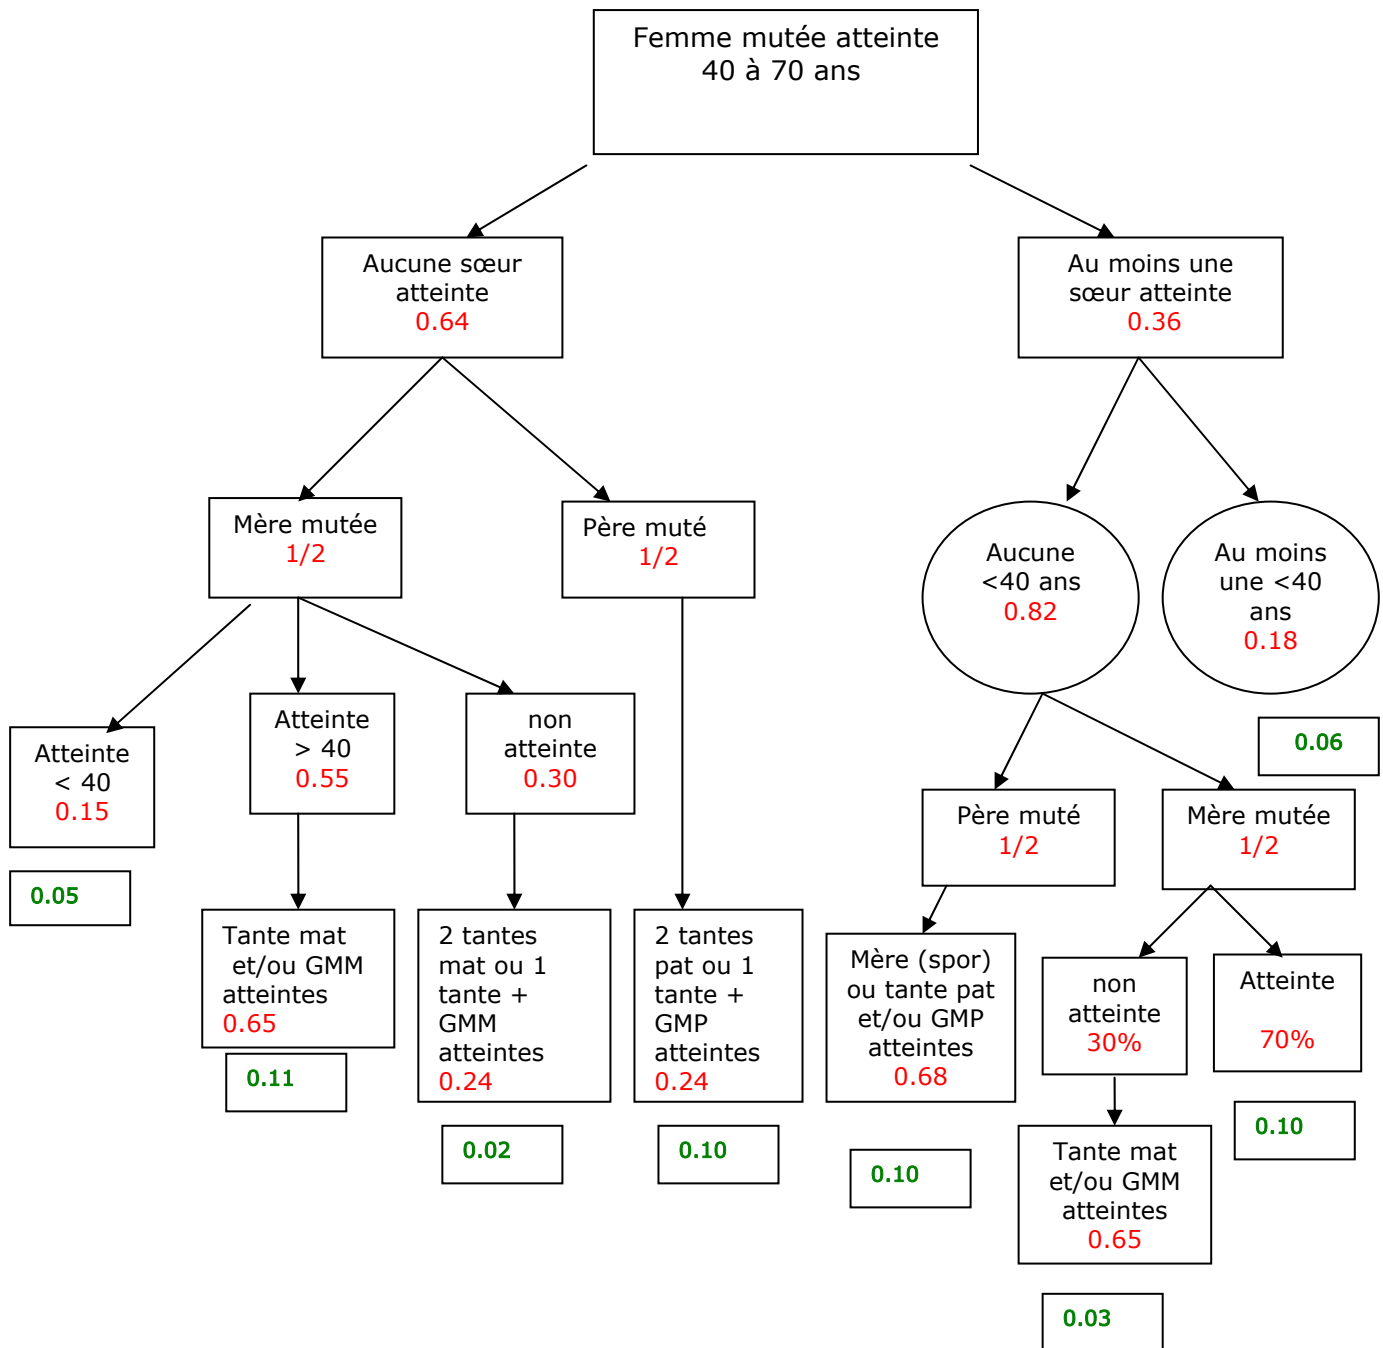 Femme mutée atteinte
40 à 70 ans
Aucune sœur
atteinte
0.64
Au moins une
sœur atteinte
0.36
Mère mutée
1/2
Père muté
1/2
Aucune
<40 ans
0.82
Au moins
une <40
ans
0.18
Atteinte
< 40
0.15
Atteinte
> 40
0.55
non
atteinte
0.30
0.06
Père muté
1/2
Mère mutée
1/2
0.05
Tante mat
et/ou GMM
atteintes
0.65
2 tantes
mat ou 1
tante +
GMM
atteintes
0.24
2 tantes
pat ou 1
tante +
GMP
atteintes
0.24
Mère (spor)
ou tante pat
et/ou GMP
atteintes
0.68
non
atteinte
30%
Atteinte
70%
0.11
0.02
0.10
0.10
0.10
Tante mat
et/ou GMM
atteintes
0.65
0.03